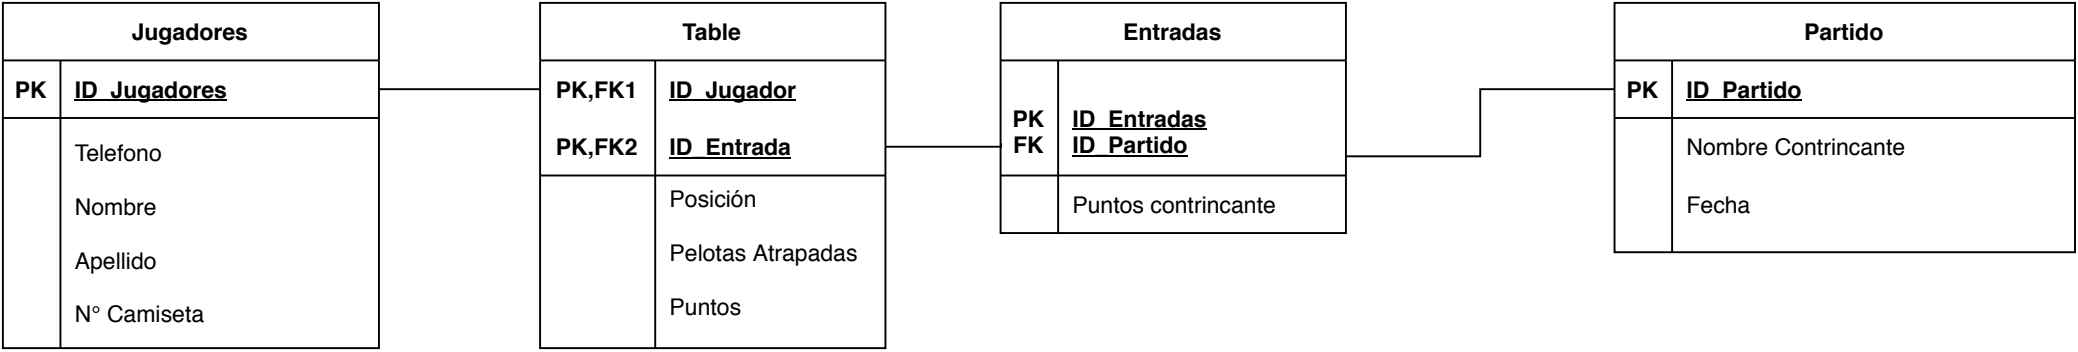 Jugadores
PK ID_Jugadores
Telefono
Nombre
Apellido
N° Camiseta
Table
PK,FK1 ID_Jugador
PK,FK2 ID_Entrada
Posición
Pelotas Atrapadas
Puntos
Entradas
PK ID_Entradas
FK ID_Partido
Puntos contrincante
Partido
PK ID_Partido
Nombre Contrincante
Fecha